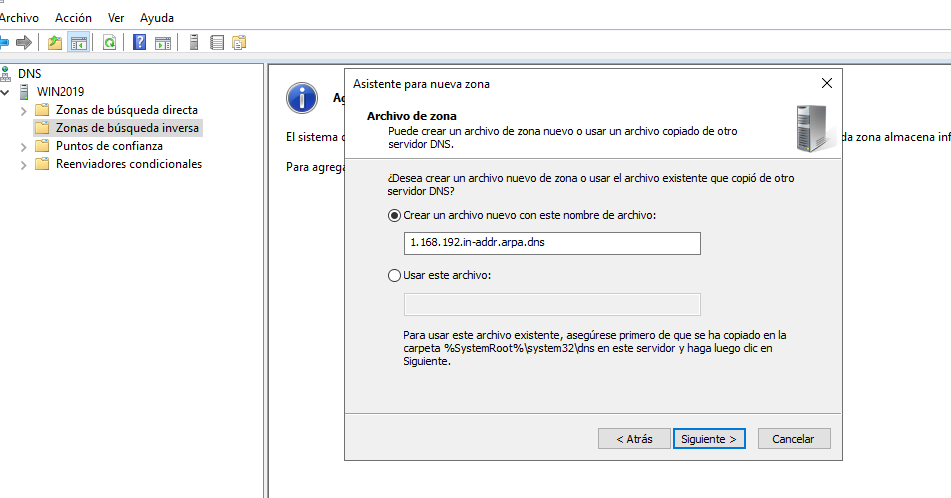 Archivo Acción Ver Ayuda
DNS
WIN2019
Zonas de búsqueda directa
Zonas de búsqueda inversa
Puntos de confianza
Reenviadores condicionales
El sistema
Para agrega
da zona almacena inf
Asistente para nueva zona
Archivo de zona
Puede crear un archivo de zona nuevo o usar un archivo copiado de otro
servidor DNS.
¿Desea crear un archivo nuevo de zona o usar el archivo existente que copió de otro
servidor DNS?
Crear un archivo nuevo con este nombre de archivo:
1.168.192.in-addr.arpa.dns
Usar este archivo:
Para usar este archivo existente, asegúrese primero de que se ha copiado en la
carpeta %SystemRoot%\system32\dns en este servidor y haga luego clic en
Siguiente.
< Atrás Siguiente > Cancelar